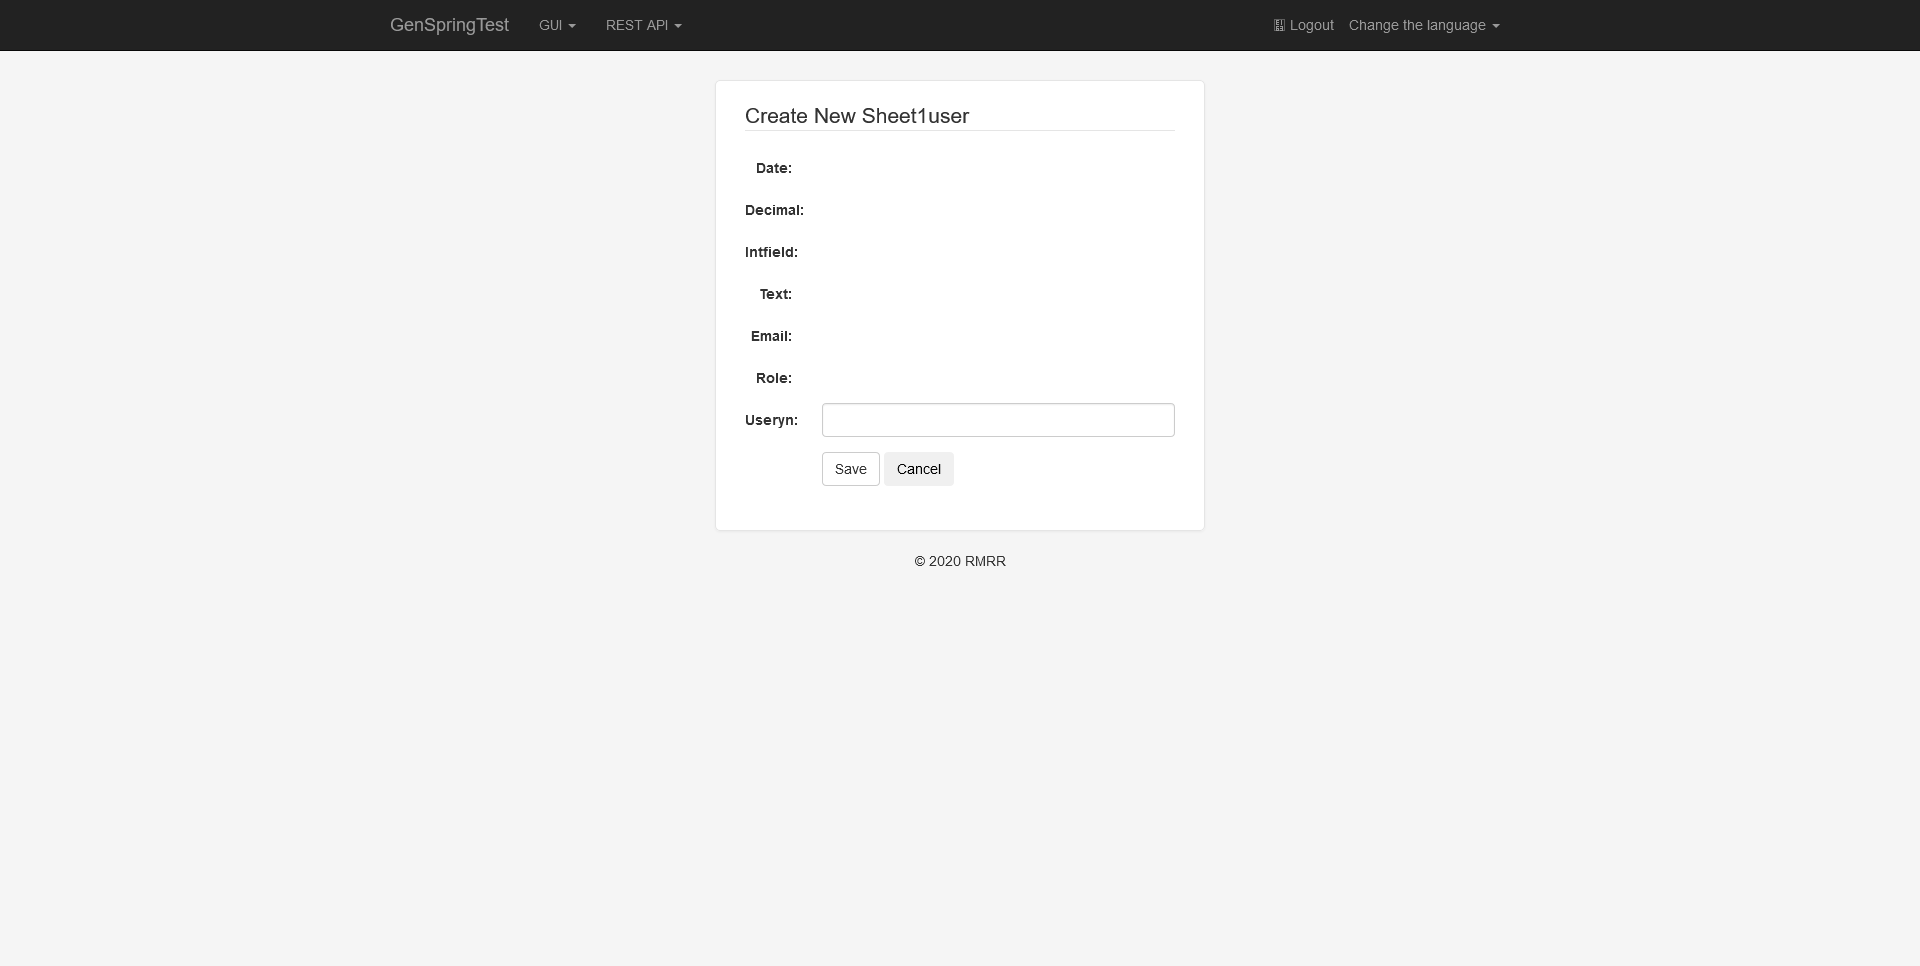 GenSpringTest GUI REST API Logout Change the language
Create New Sheet1user
Date:
Decimal:
Intfield:
Text:
Email:
Role:
Useryn:
Save Cancel
© 2020 RMRR